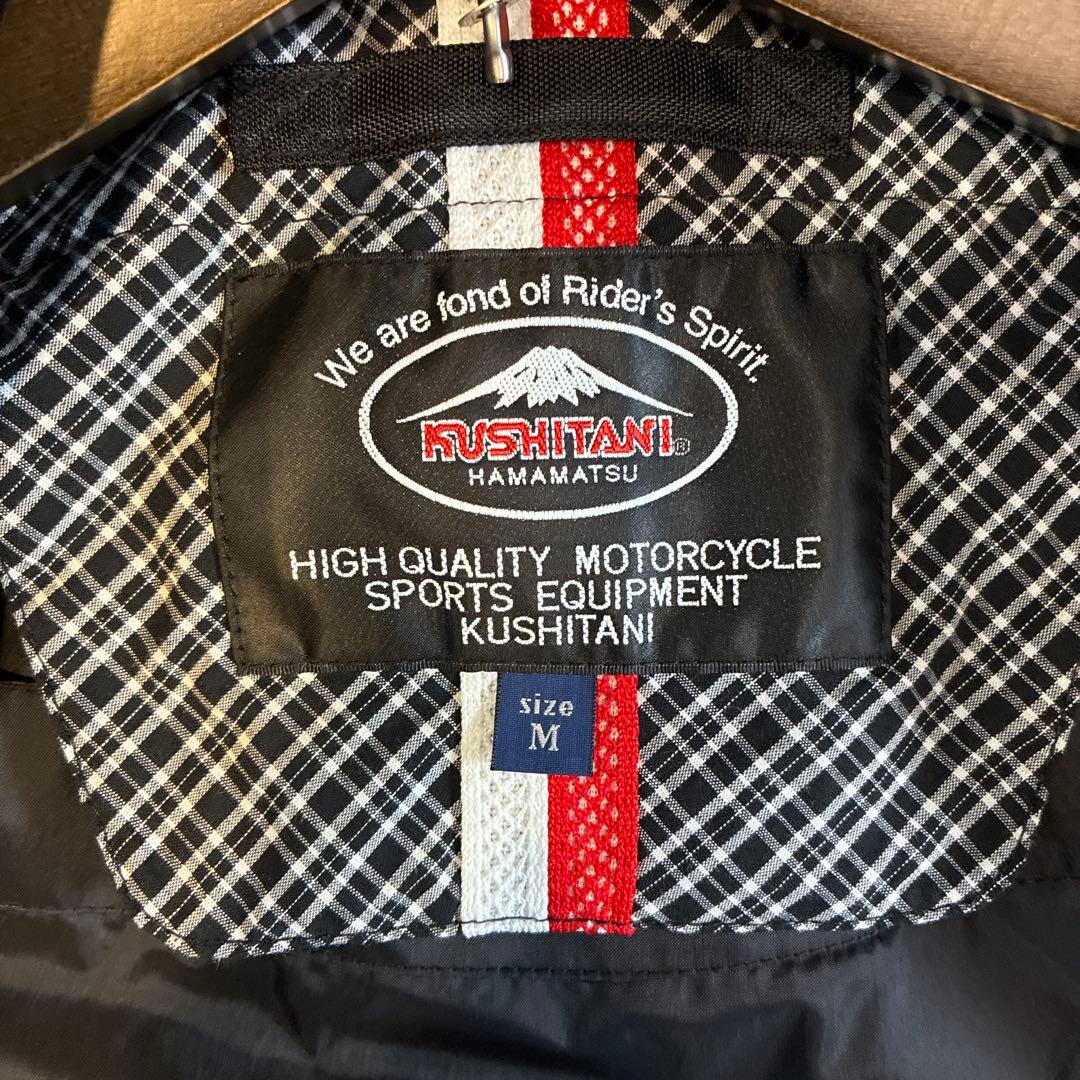 We are fond of Rider's Spirit.
KUSHITANI®
HAMAMATSU
HIGH QUALITY MOTORCYCLE
SPORTS EQUIPMENT
KUSHITANI
size
M